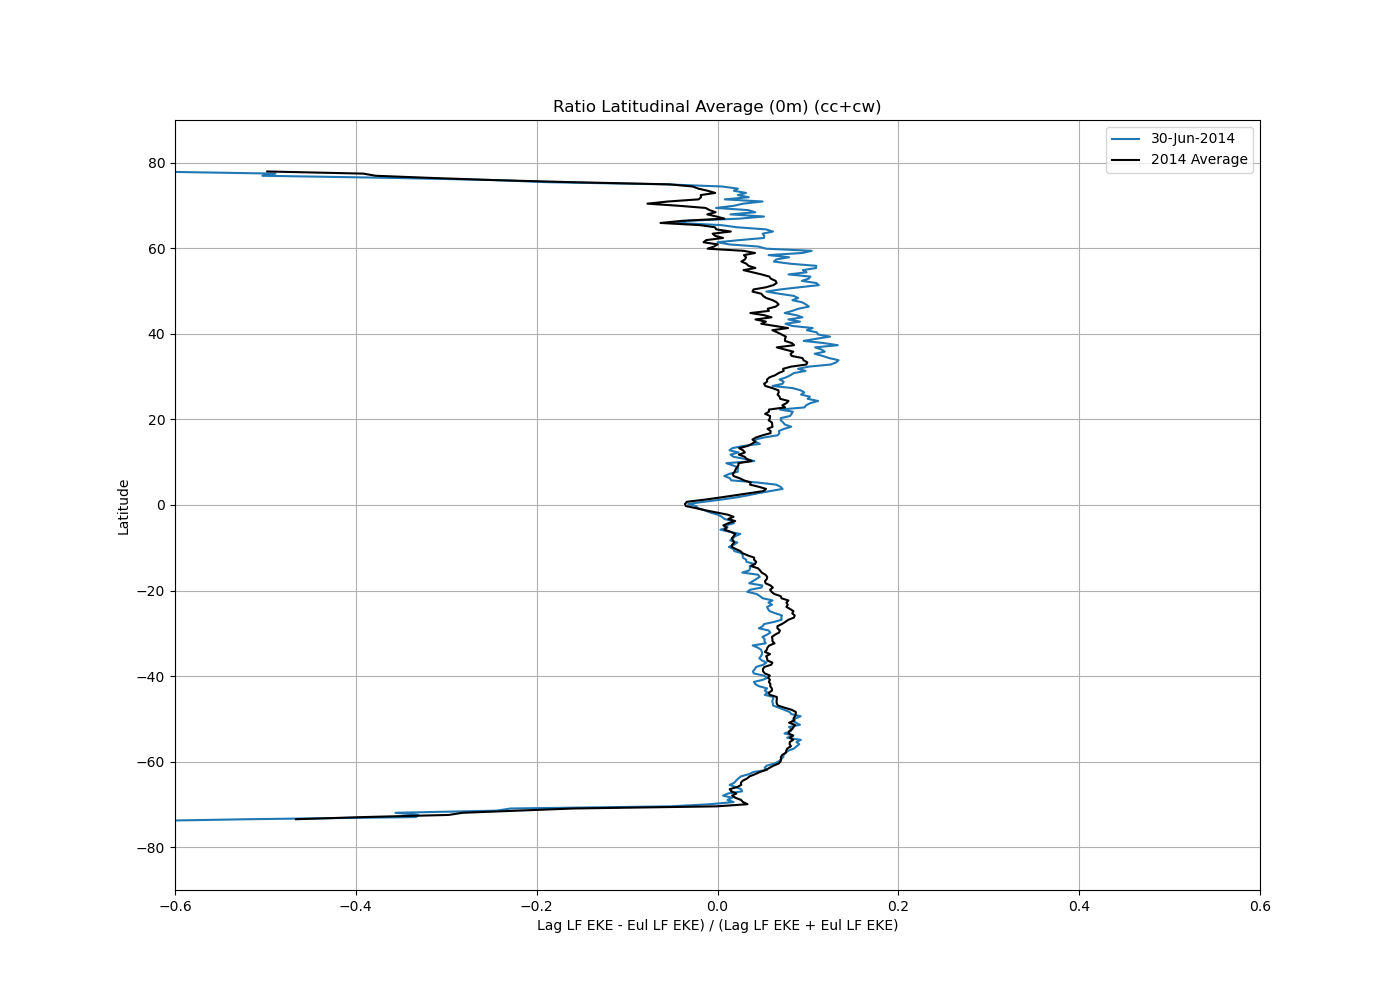 Ratio Latitudinal Average (0m) (cc+cw)
30-Jun-2014
2014 Average
80
60
40
20
0
−20
−40
−60
−80
Latitude
−0.6 −0.4 −0.2 0.0 0.2 0.4 0.6
Lag LF EKE - Eul LF EKE) / (Lag LF EKE + Eul LF EKE)